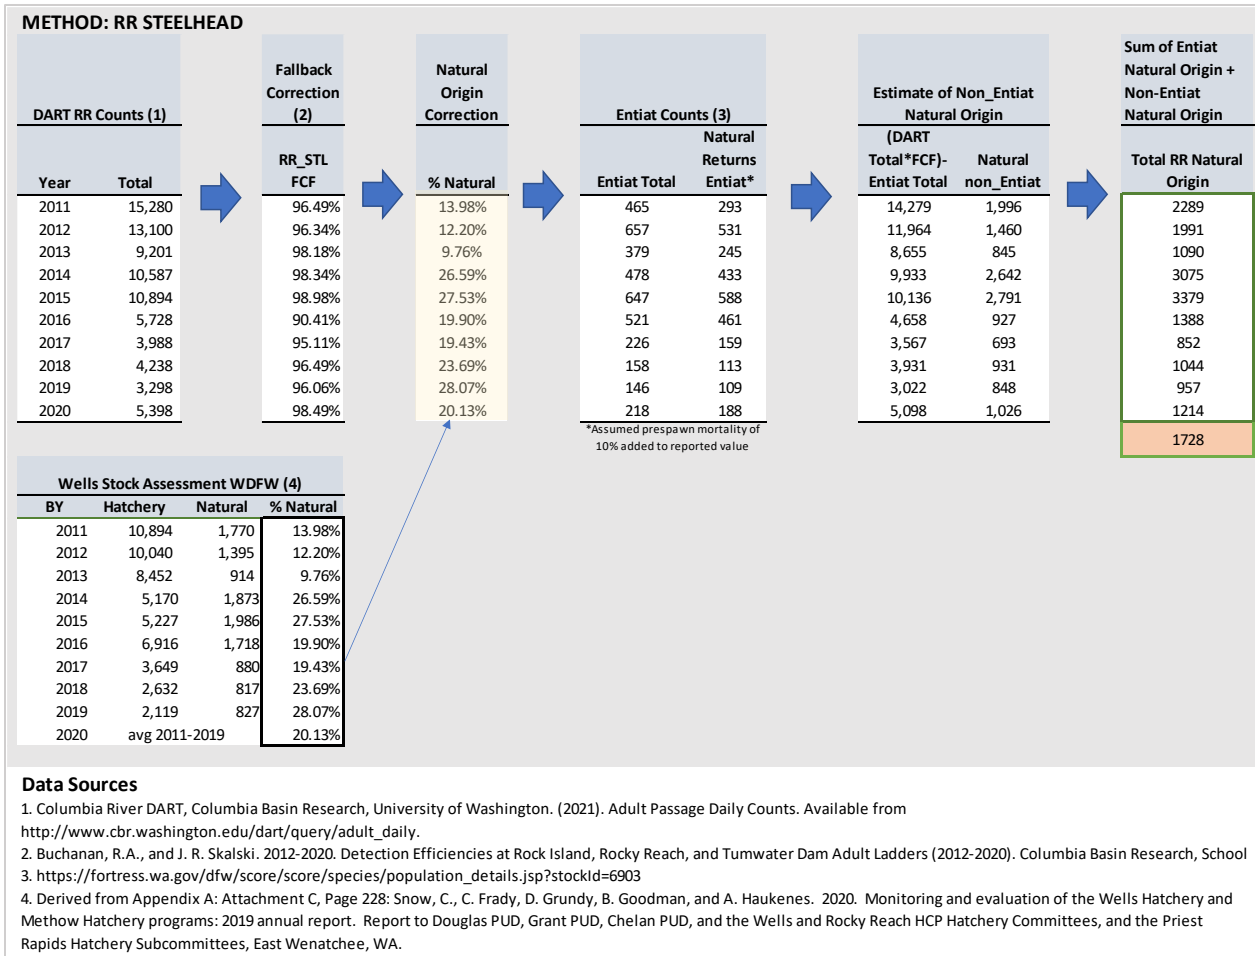 METHOD: RR STEELHEAD
DART RR Counts (1)
Fallback
Correction
(2)
Natural
Origin
Correction
Entiat Counts (3)
Estimate of Non_Entiat
Natural Origin
Sum of Entiat
Natural Origin +
Non-Entiat
Natural Origin
Year Total
RR_STL
FCF
% Natural
Entiat Total
Natural
Returns
Entiat*
(DART
Total*FCF)-
Entiat Total
Natural
non_Entiat
Total RR Natural
Origin
2011 15,280 96.49% 13.98% 465 293 14,279 1,996 2289
2012 13,100 96.34% 12.20% 657 531 11,964 1,460 1991
2013 9,201 98.18% 9.76% 379 245 8,655 845 1090
2014 10,587 98.34% 26.59% 478 433 9,933 2,642 3075
2015 10,894 98.98% 27.53% 647 588 10,136 2,791 3379
2016 5,728 90.41% 19.90% 521 461 4,658 927 1388
2017 3,988 95.11% 19.43% 226 159 3,567 693 852
2018 4,238 96.49% 23.69% 158 113 3,931 931 1044
2019 3,298 96.06% 28.07% 146 109 3,022 848 957
2020 5,398 98.49% 20.13% 218 188 5,098 1,026 1214
*Assumed prespawn mortality of
10% added to reported value
1728
Wells Stock Assessment WDFW (4)
BY Hatchery Natural % Natural
2011 10,894 1,770 13.98%
2012 10,040 1,395 12.20%
2013 8,452 914 9.76%
2014 5,170 1,873 26.59%
2015 5,227 1,986 27.53%
2016 6,916 1,718 19.90%
2017 3,649 880 19.43%
2018 2,632 817 23.69%
2019 2,119 827 28.07%
2020 avg 2011-2019 20.13%
Data Sources
1. Columbia River DART, Columbia Basin Research, University of Washington. (2021). Adult Passage Daily Counts. Available from
http://www.cbr.washington.edu/dart/query/adult_daily.
2. Buchanan, R.A., and J. R. Skalski. 2012-2020. Detection Efficiencies at Rock Island, Rocky Reach, and Tumwater Dam Adult Ladders (2012-2020). Columbia Basin Research, School
3. https://fortress.wa.gov/dfw/score/score/species/population_details.jsp?stockId=6903
4. Derived from Appendix A: Attachment C, Page 228: Snow, C., C. Frady, D. Grundy, B. Goodman, and A. Haukenes. 2020. Monitoring and evaluation of the Wells Hatchery and
Methow Hatchery programs: 2019 annual report. Report to Douglas PUD, Grant PUD, Chelan PUD, and the Wells and Rocky Reach HCP Hatchery Committees, and the Priest
Rapids Hatchery Subcommittees, East Wenatchee, WA.